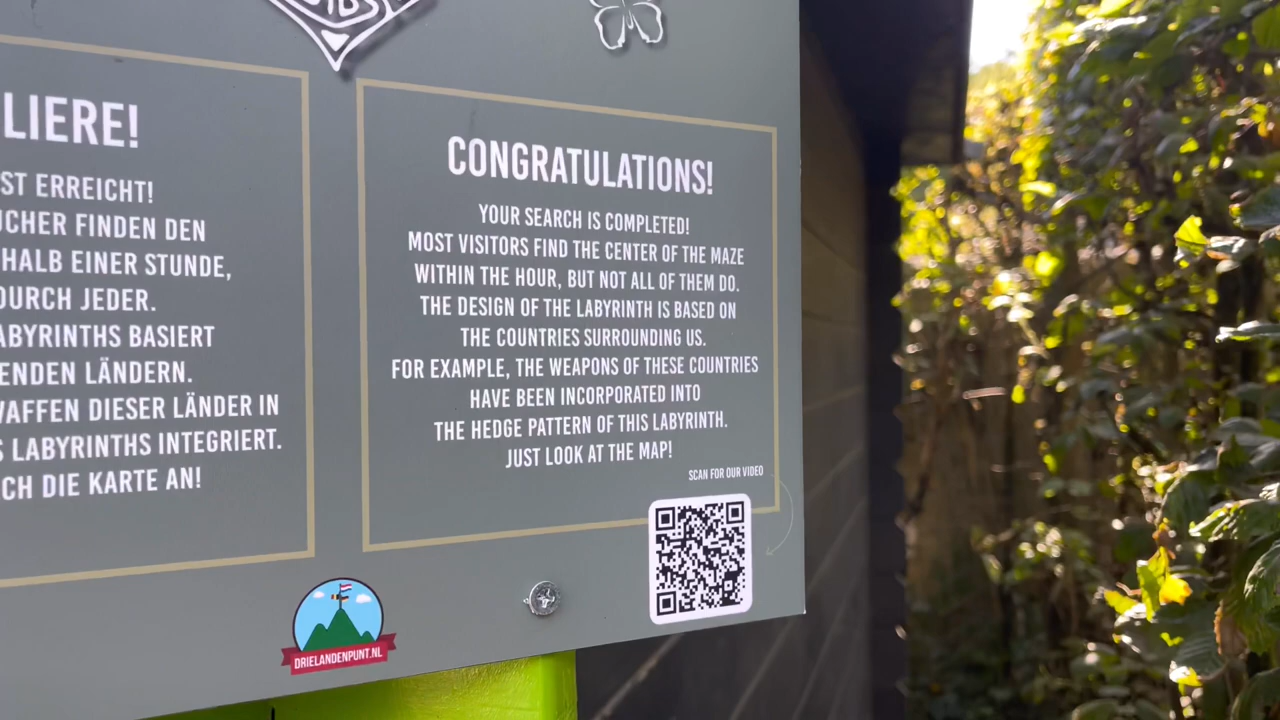 LIERE!
ST ERREICHT!
UCHER FINDEN DEN
HALB EINER STUNDE,
DURCH JEDER.
ABYRINTHS BASIERT
ENDEN LÄNDERN.
WAFFEN DIESER LÄNDER IN
S LABYRINTHS INTEGRIERT.
CH DIE KARTE AN!
CONGRATULATIONS!
YOUR SEARCH IS COMPLETED!
MOST VISITORS FIND THE CENTER OF THE MAZE
WITHIN THE HOUR, BUT NOT ALL OF THEM DO.
THE DESIGN OF THE LABYRINTH IS BASED ON
THE COUNTRIES SURROUNDING US.
FOR EXAMPLE, THE WEAPONS OF THESE COUNTRIES
HAVE BEEN INCORPORATED INTO
THE HEDGE PATTERN OF THIS LABYRINTH.
JUST LOOK AT THE MAP!
SCAN FOR OUR VIDEO
DRIELANDENPUNT.NL